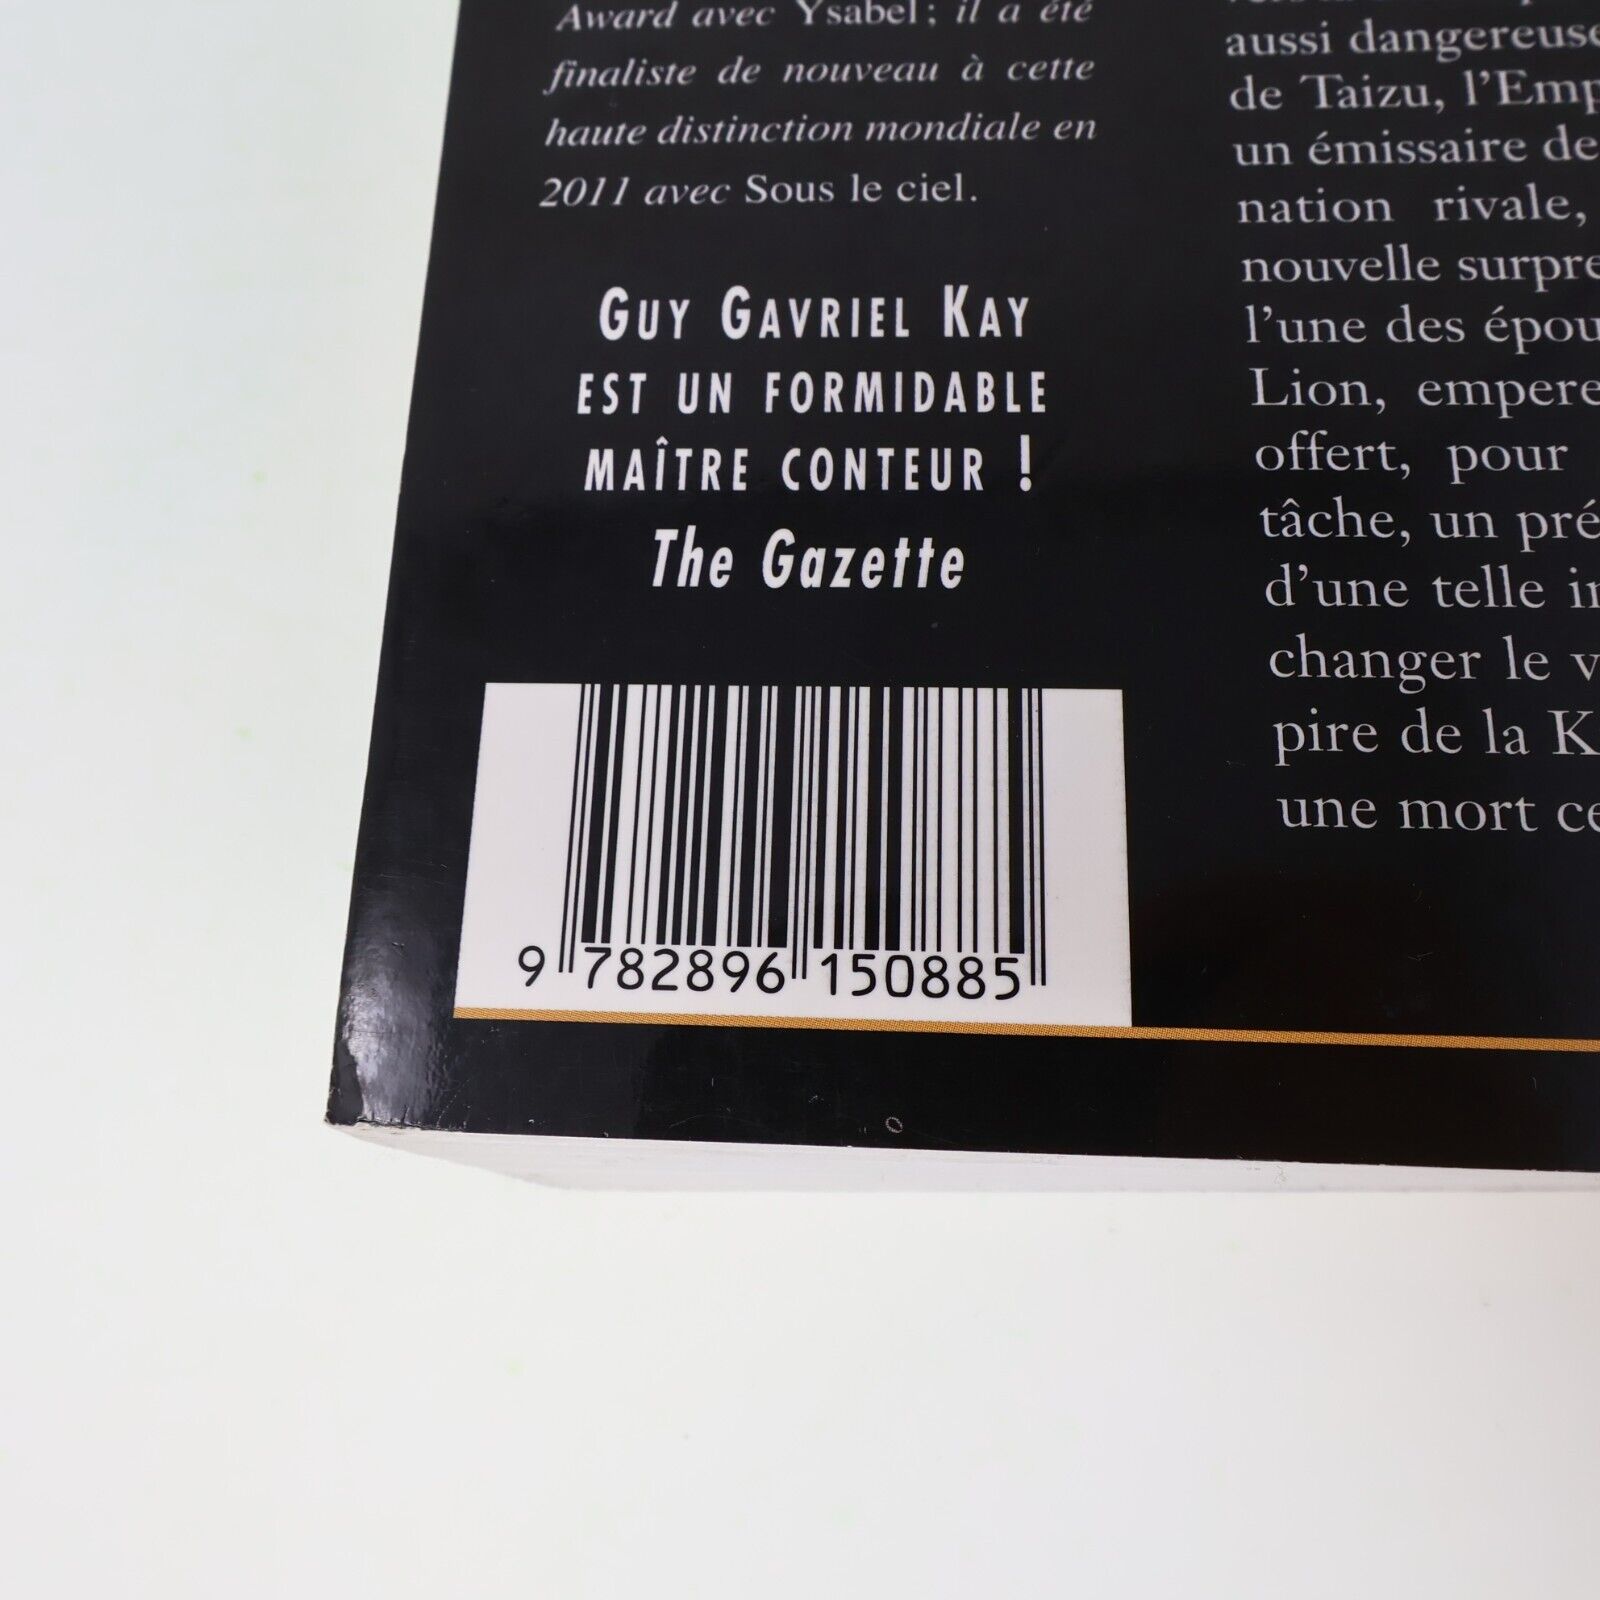 Award avec Ysabel ; il a été
finaliste de nouveau à cette
haute distinction mondiale en
2011 avec Sous le ciel.
GUY GAVRIEL KAY
EST UN FORMIDABLE
MAÎTRE CONTEUR !
The Gazette
9 782896 150885
aussi dangereuse
de Taizu, l'Emp
un émissaire de
nation rivale,
nouvelle surpre
l'une des épou
Lion, empere
offert, pour
tâche, un pré
d'une telle in
changer le v
pire de la K
une mort ce